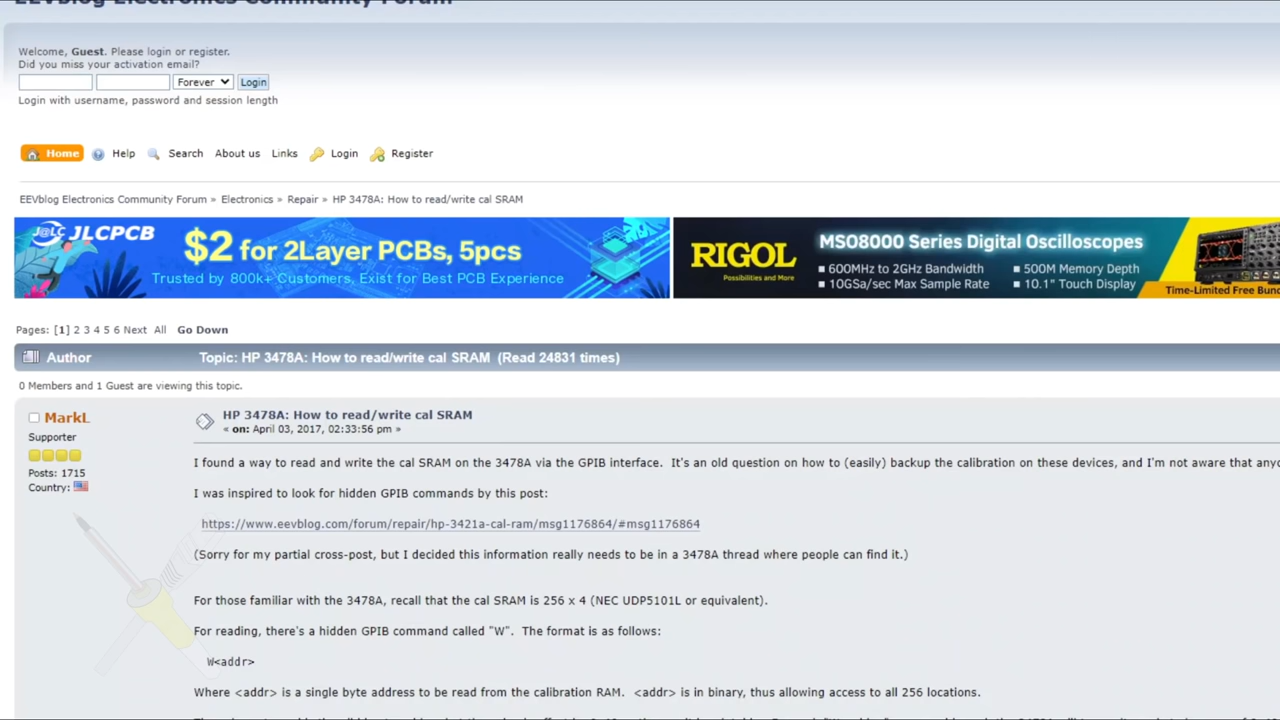 EEVblog Electronics Community Forum
Welcome, Guest. Please login or register.
Did you miss your activation email?
Forever Login
Login with username, password and session length
Home Help Search About us Links Login Register
EEVblog Electronics Community Forum » Electronics » Repair » HP 3478A: How to read/write cal SRAM
J@LC JLCPCB
$2 for 2Layer PCBs, 5pcs
Trusted by 800k+ Customers, Exist for Best PCB Experience
RIGOL
Possibilities and More
MSO8000 Series Digital Oscilloscopes
■ 600MHz to 2GHz Bandwidth ■ 500M Memory Depth
■ 10GSa/sec Max Sample Rate ■ 10.1" Touch Display
Time-Limited Free
Pages: [1] 2 3 4 5 6 Next All Go Down
Author Topic: HP 3478A: How to read/write cal SRAM (Read 24831 times)
0 Members and 1 Guest are viewing this topic.
MarkL
Supporter
Posts: 1715
Country:
HP 3478A: How to read/write cal SRAM
« on: April 03, 2017, 02:33:56 pm »
I found a way to read and write the cal SRAM on the 3478A via the GPIB interface. It's an old question on how to (easily) backup the calibration on these devices, and I'm not aware that
I was inspired to look for hidden GPIB commands by this post:
https://www.eevblog.com/forum/repair/hp-3421a-cal-ram/msg1176864/#msg1176864
(Sorry for my partial cross-post, but I decided this information really needs to be in a 3478A thread where people can find it.)
For those familiar with the 3478A, recall that the cal SRAM is 256 x 4 (NEC UDP5101L or equivalent).
For reading, there's a hidden GPIB command called "W". The format is as follows:
W<addr>
Where <addr> is a single byte address to be read from the calibration RAM. <addr> is in binary, thus allowing access to all 256 locations.